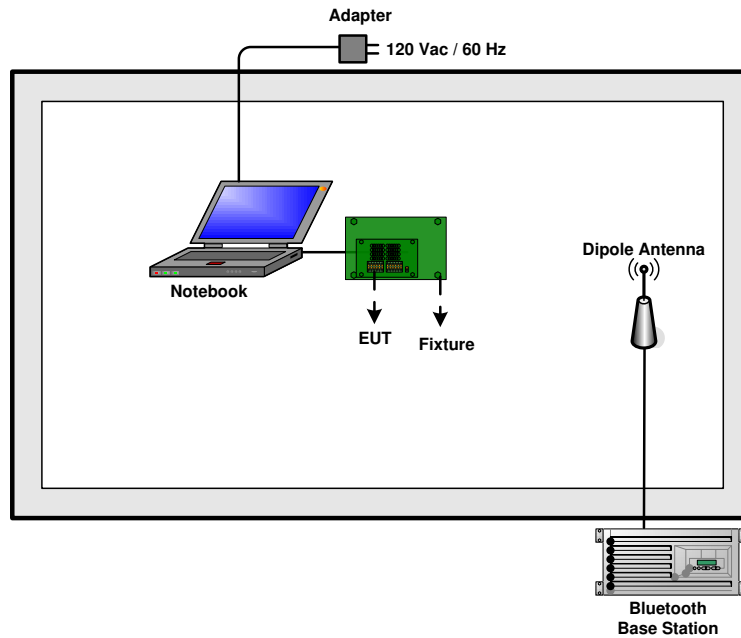 Adapter
120 Vac / 60 Hz
Dipole Antenna
Notebook
EUT
Fixture
Bluetooth
Base Station